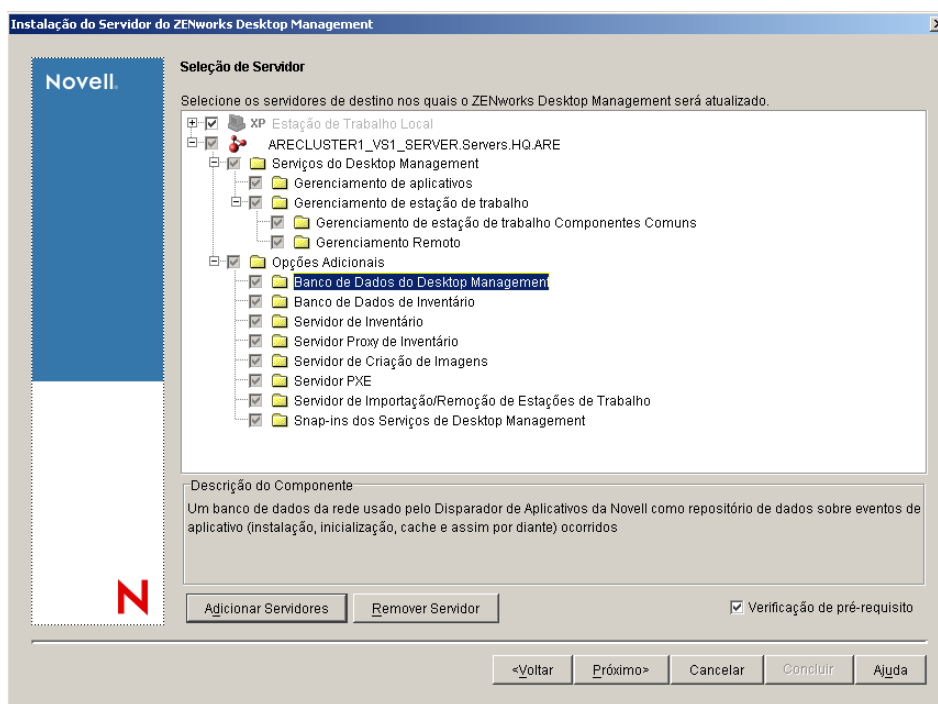 Instalação do Servidor do ZENworks Desktop Management
Novell.
Seleção de Servidor
Selecione os servidores de destino nos quais o ZENworks Desktop Management será atualizado.
XP Estação de Trabalho Local
ARECLUSTER1_VS1_SERVER.Servers.HQ.ARE
Serviços do Desktop Management
Gerenciamento de aplicativos
Gerenciamento de estação de trabalho
Gerenciamento de estação de trabalho Componentes Comuns
Gerenciamento Remoto
Opções Adicionais
Banco de Dados do Desktop Management
Banco de Dados de Inventário
Servidor de Inventário
Servidor Proxy de Inventário
Servidor de Criação de Imagens
Servidor PXE
Servidor de Importação/Remoção de Estações de Trabalho
Snap-ins dos Serviços de Desktop Management
Descrição do Componente
Um banco de dados da rede usado pelo Disparador de Aplicativos da Novell como repositório de dados sobre eventos de
aplicativo (instalação, inicialização, cache e assim por diante) ocorridos
N
Adicionar Servidores
Remover Servidor
Verificação de pré-requisito
<Voltar
Próximo>
Cancelar
Concluir
Ajuda